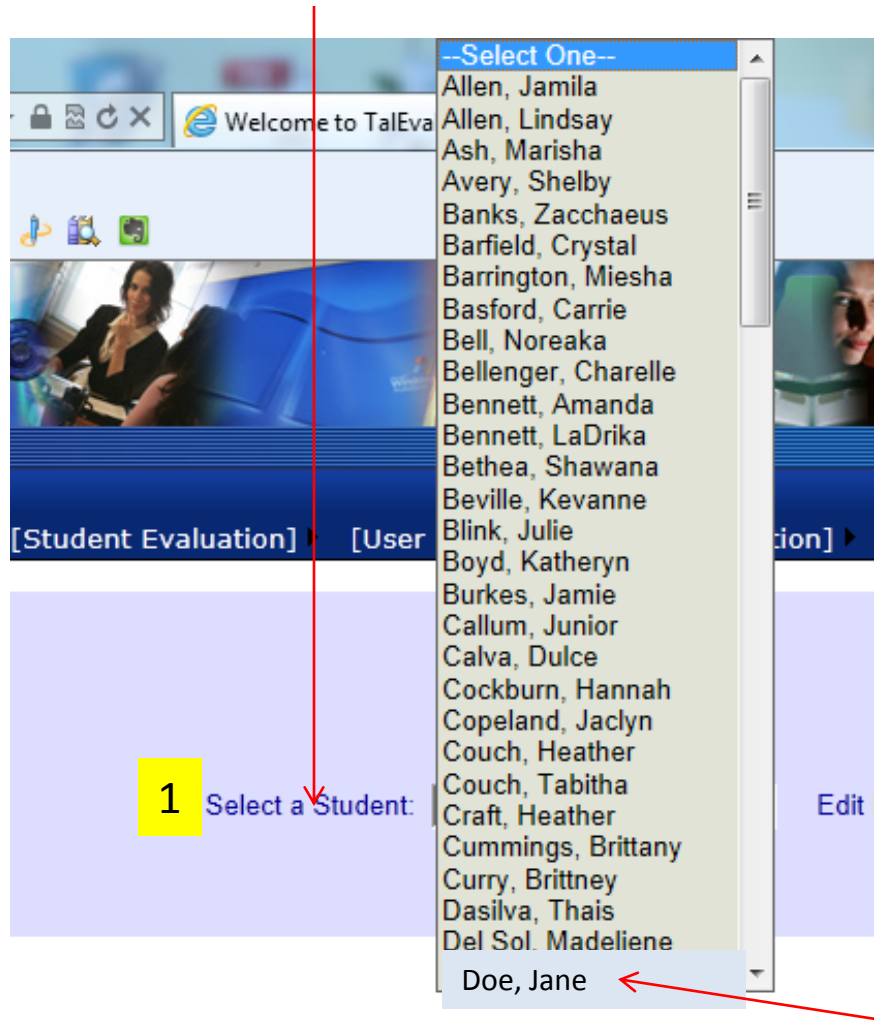 --Select One--
Allen, Jamila
Welcome to TalEva
Allen, Lindsay
Ash, Marisha
Avery, Shelby
Banks, Zacchaeus
Barfield, Crystal
Barrington, Miesha
Basford, Carrie
Bell, Noreaka
Bellenger, Charelle
Bennett, Amanda
Bennett, LaDrika
Bethea, Shawana
Beville, Kevanne
[Student Evaluation] [User
Blink, Julie
tion]
Boyd, Katheryn
Burkes, Jamie
Callum, Junior
Calva, Dulce
Cockburn, Hannah
Copeland, Jaclyn
Couch, Heather
Couch, Tabitha
1 Select a Student:
Edit
Craft, Heather
Cummings, Brittany
Curry, Brittney
Dasilva, Thais
Del Sol, Madeliene
Doe, Jane